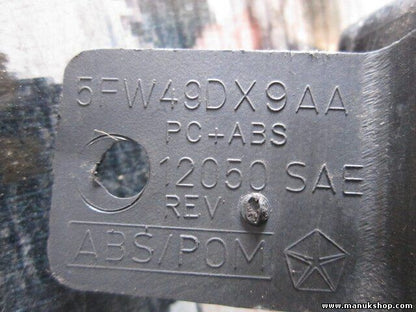 5FW49DX9AA
PC+ABS
12050 SAE
REV
ABS/POM
www.manukshop.com